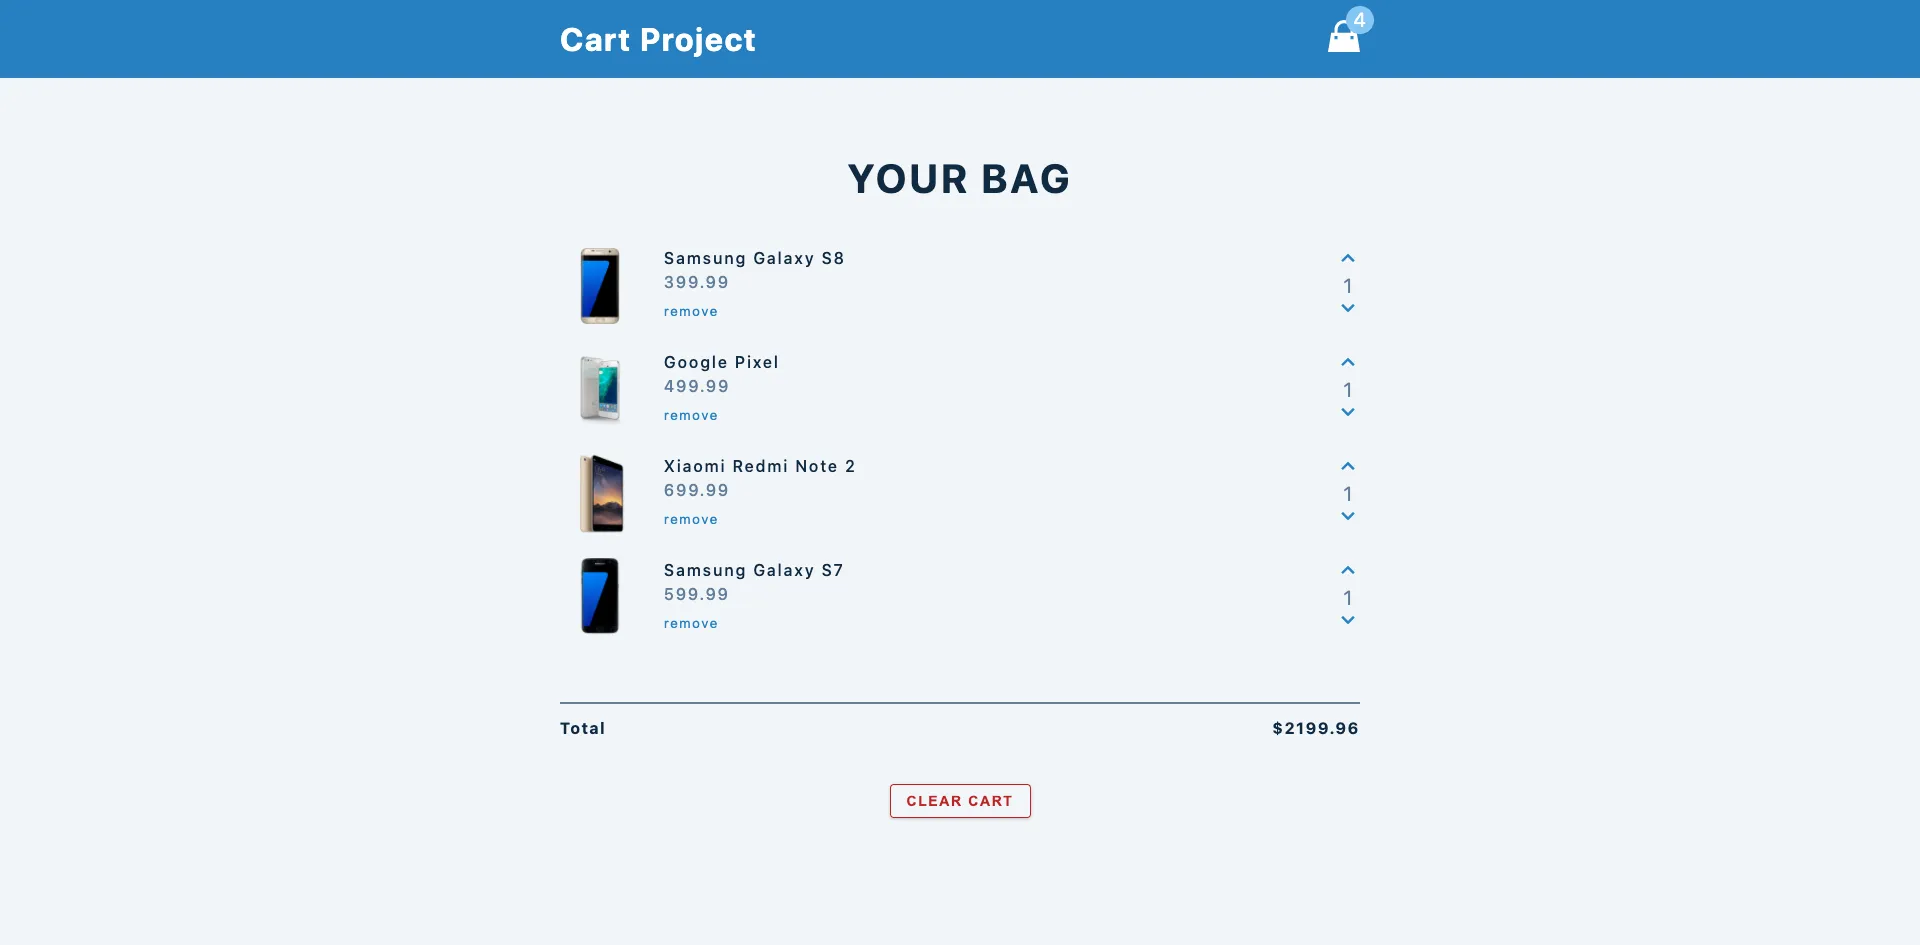 Cart Project
4
YOUR BAG
Samsung Galaxy S8
399.99
remove
1
Google Pixel
499.99
remove
1
Xiaomi Redmi Note 2
699.99
remove
1
Samsung Galaxy S7
599.99
remove
1
Total $2199.96
CLEAR CART